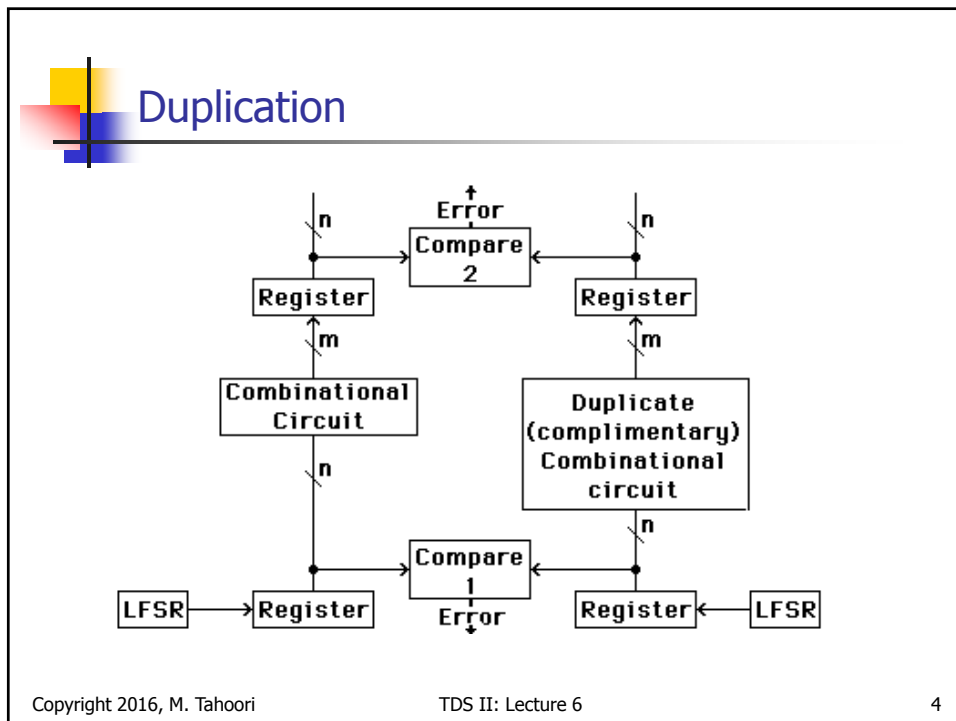 Duplication
Error
n
n
Compare
2
Register
Register
m
m
Combinational
Circuit
Duplicate
(complimentary)
Combinational
circuit
n
n
Compare
1
LFSR
Register
Error
Register
LFSR
Copyright 2016, M. Tahoori
TDS II: Lecture 6
4